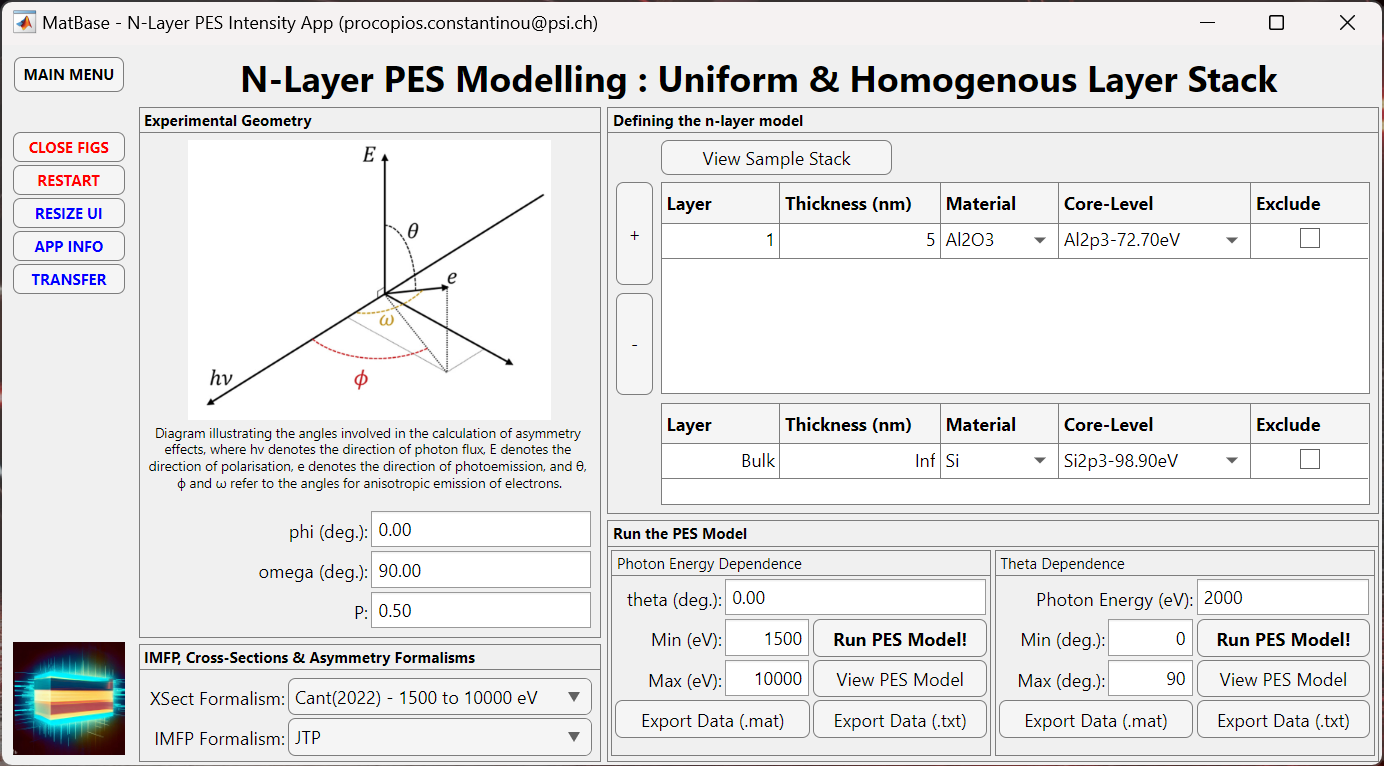 MatBase - N-Layer PES Intensity App (procopios.constantinou@psi.ch)
MAIN MENU
N-Layer PES Modelling : Uniform & Homogenous Layer Stack
CLOSE FIGS
RESTART
RESIZE UI
APP INFO
TRANSFER
Experimental Geometry
E
θ
e
ω
hν
ϕ
Diagram illustrating the angles involved in the calculation of asymmetry
effects, where hv denotes the direction of photon flux, E denotes the
direction of polarisation, e denotes the direction of photoemission, and θ,
ϕ and ω refer to the angles for anisotropic emission of electrons.
phi (deg.): 0.00
omega (deg.): 90.00
P: 0.50
IMFP, Cross-Sections & Asymmetry Formalisms
XSect Formalism: Cant(2022) - 1500 to 10000 eV
IMFP Formalism: JTP
Defining the n-layer model
View Sample Stack
+
-
Layer Thickness (nm) Material Core-Level Exclude
1 5 Al2O3 Al2p3-72.70eV
Layer Thickness (nm) Material Core-Level Exclude
Bulk Inf Si Si2p3-98.90eV
Run the PES Model
Photon Energy Dependence
theta (deg.): 0.00
Min (eV): 1500 Run PES Model!
Max (eV): 10000 View PES Model
Export Data (.mat) Export Data (.txt)
Theta Dependence
Photon Energy (eV): 2000
Min (deg.): 0 Run PES Model!
Max (deg.): 90 View PES Model
Export Data (.mat) Export Data (.txt)